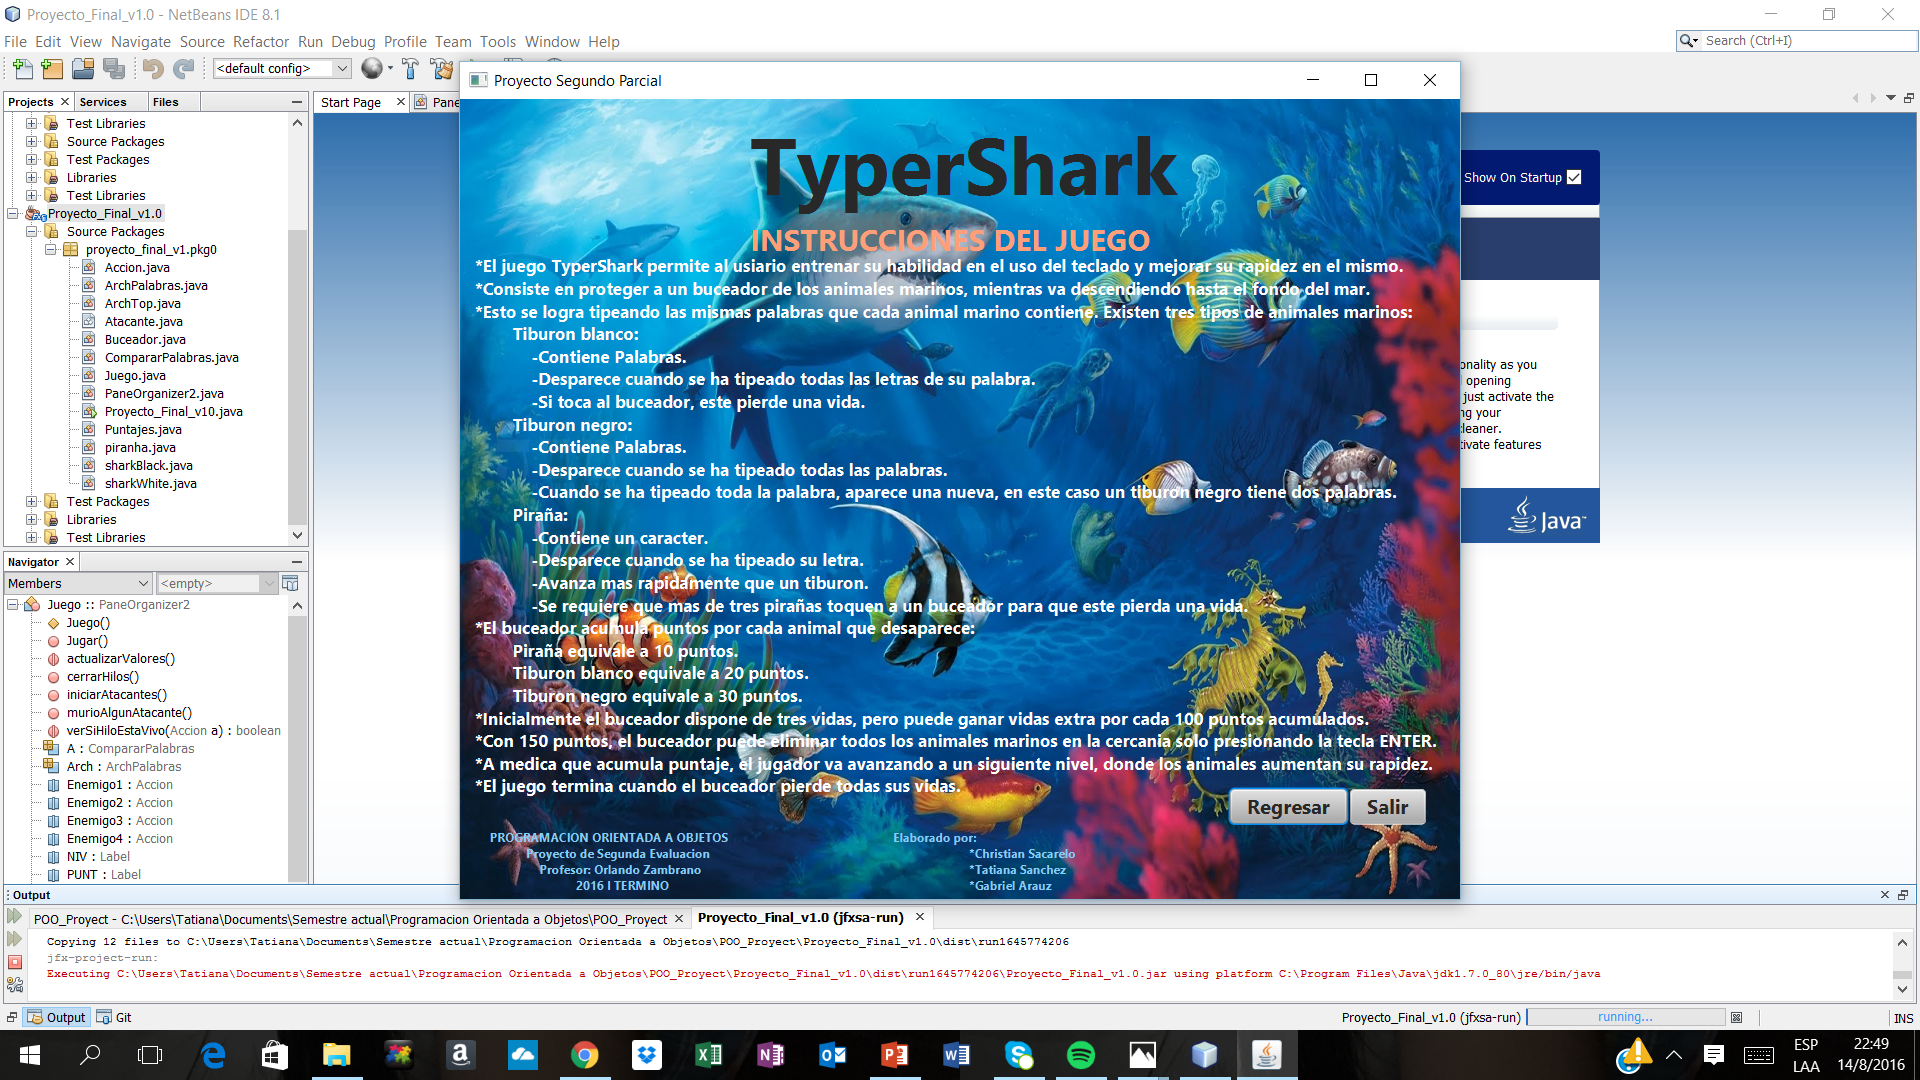 Proyecto_Final_v1.0 - NetBeans IDE 8.1
File Edit View Navigate Source Refactor Run Debug Profile Team Tools Window Help
Search (Ctrl+I)
<default config>
Projects Services Files
Start Page
Pane
Test Libraries
Source Packages
Test Packages
Libraries
Test Libraries
Proyecto_Final_v1.0
Source Packages
proyecto_final_v1.pkg0
Accion.java
ArchPalabras.java
ArchTop.java
Atacante.java
Buceador.java
CompararPalabras.java
Juego.java
PaneOrganizer2.java
Proyecto_Final_v10.java
Puntajes.java
piranha.java
sharkBlack.java
sharkWhite.java
Test Packages
Libraries
Test Libraries
Navigator
Members
<empty>
Juego :: PaneOrganizer2
Juego()
Jugar()
actualizarValores()
cerrarHilos()
iniciarAtacantes()
murioAlgunAtacante()
verSiHiloEstaVivo(Accion a) : boolean
A : CompararPalabras
Arch : ArchPalabras
Enemigo1 : Accion
Enemigo2 : Accion
Enemigo3 : Accion
Enemigo4 : Accion
NIV : Label
PUNT : Label
Proyecto Segundo Parcial
TyperShark
INSTRUCCIONES DEL JUEGO
*El juego TyperShark permite al usiario entrenar su habilidad en el uso del teclado y mejorar su rapidez en el mismo.
*Consiste en proteger a un buceador de los animales marinos, mientras va descendiendo hasta el fondo del mar.
*Esto se logra tipeando las mismas palabras que cada animal marino contiene. Existen tres tipos de animales marinos:
Tiburon blanco:
-Contiene Palabras.
-Desparece cuando se ha tipeado todas las letras de su palabra.
-Si toca al buceador, este pierde una vida.
Tiburon negro:
-Contiene Palabras.
-Desparece cuando se ha tipeado todas las palabras.
-Cuando se ha tipeado toda la palabra, aparece una nueva, en este caso un tiburon negro tiene dos palabras.
Piraña:
-Contiene un caracter.
-Desparece cuando se ha tipeado su letra.
-Avanza mas rapidamente que un tiburon.
-Se requiere que mas de tres pirañas toquen a un buceador para que este pierda una vida.
*El buceador acumula puntos por cada animal que desaparece:
Piraña equivale a 10 puntos.
Tiburon blanco equivale a 20 puntos.
Tiburon negro equivale a 30 puntos.
*Inicialmente el buceador dispone de tres vidas, pero puede ganar vidas extra por cada 100 puntos acumulados.
*Con 150 puntos, el buceador puede eliminar todos los animales marinos en la cercania solo presionando la tecla ENTER.
*A medica que acumula puntaje, el jugador va avanzando a un siguiente nivel, donde los animales aumentan su rapidez.
*El juego termina cuando el buceador pierde todas sus vidas.
Regresar Salir
PROGRAMACION ORIENTADA A OBJETOS
Proyecto de Segunda Evaluacion
Profesor: Orlando Zambrano
2016 I TERMINO
Elaborado por:
*Christian Sacarelo
*Tatiana Sanchez
*Gabriel Arauz
Show On Startup
onality as you
opening
just activate the
ng your
leaner.
tivate features
Java
Output
POO_Proyect - C:\Users\Tatiana\Documents\Semestre actual\Programacion Orientada a Objetos\POO_Proyect
Proyecto_Final_v1.0 (jfxsa-run)
Copying 12 files to C:\Users\Tatiana\Documents\Semestre actual\Programacion Orientada a Objetos\POO_Proyect\Proyecto_Final_v1.0\dist\run1645774206
jfx-project-run:
Executing C:\Users\Tatiana\Documents\Semestre actual\Programacion Orientada a Objetos\POO_Proyect\Proyecto_Final_v1.0\dist\run1645774206\Proyecto_Final_v1.0.jar using platform C:\Program Files\Java\jdk1.7.0_80\jre/bin/java
Output Git
Proyecto_Final_v1.0 (jfxsa-run)
running...
INS
ESP
LAA
22:49
14/8/2016